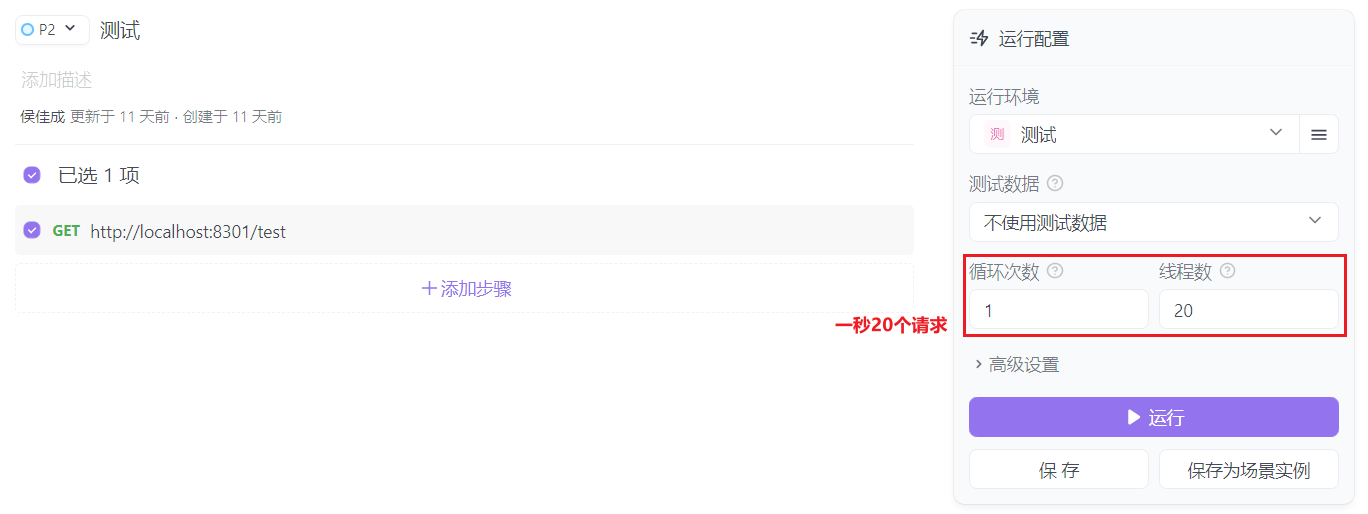 P2 测试
添加描述
侯佳成 更新于 11 天前 · 创建于 11 天前
已选 1 项
GET http://localhost:8301/test
添加步骤
一秒20个请求
运行配置
运行环境
测 测试
测试数据
不使用测试数据
循环次数 线程数
1 20
高级设置
运行
保 存 保存为场景实例